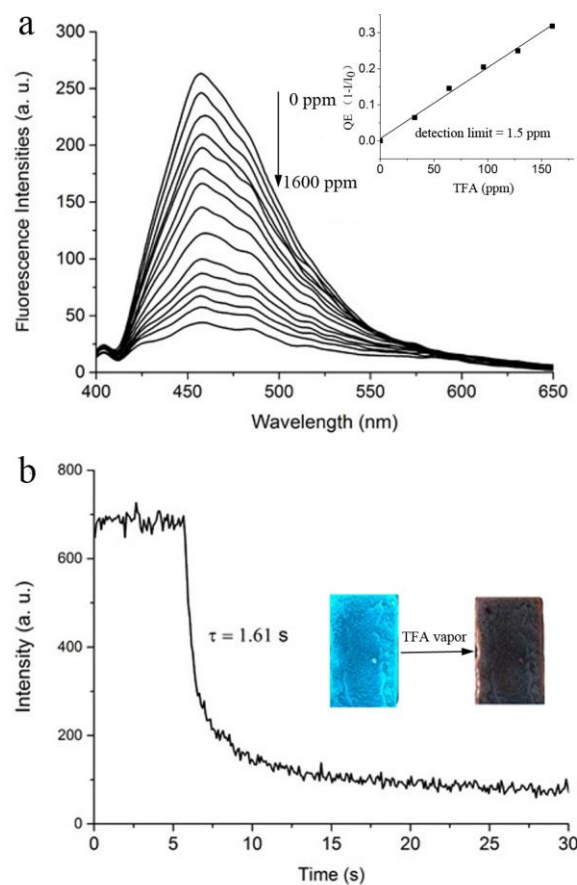 a
300
250
200
150
100
50
0
Fluorescence Intensities (a. u.)
400 450 500 550 600 650
Wavelength (nm)
0 ppm
1600 ppm
0.4
0.3
0.2
0.1
0.0
QE (1-I/I0)
detection limit = 1.5 ppm
0 50 100 150
TFA (ppm)
b
800
600
400
200
0
Intensity (a. u.)
τ = 1.61 s
TFA vapor
0 5 10 15 20 25 30
Time (s)